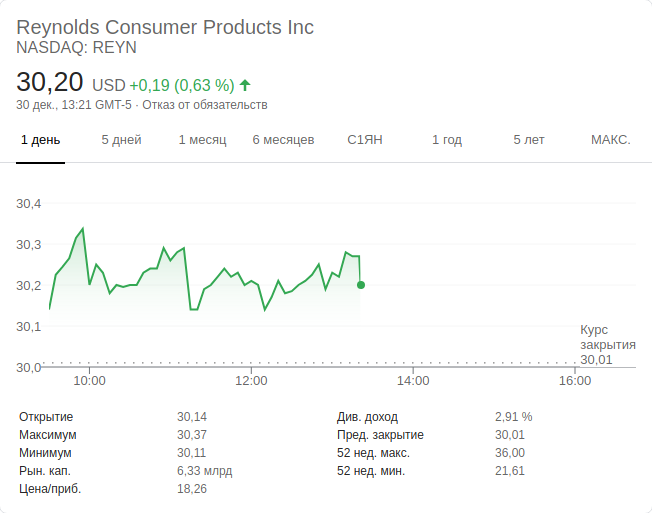 Reynolds Consumer Products Inc
NASDAQ: REYN
30,20 USD +0,19 (0,63 %)
30 дек., 13:21 GMT-5 · Отказ от обязательств
1 день 5 дней 1 месяц 6 месяцев С1ЯН 1 год 5 лет МАКС.
30,4
30,3
30,2
30,1
30,0
Курс
закрытия
30,01
10:00 12:00 14:00 16:00
Открытие 30,14 Див. доход 2,91 %
Максимум 30,37 Пред. закрытие 30,01
Минимум 30,11 52 нед. макс. 36,00
Рын. кап. 6,33 млрд 52 нед. мин. 21,61
Цена/приб. 18,26